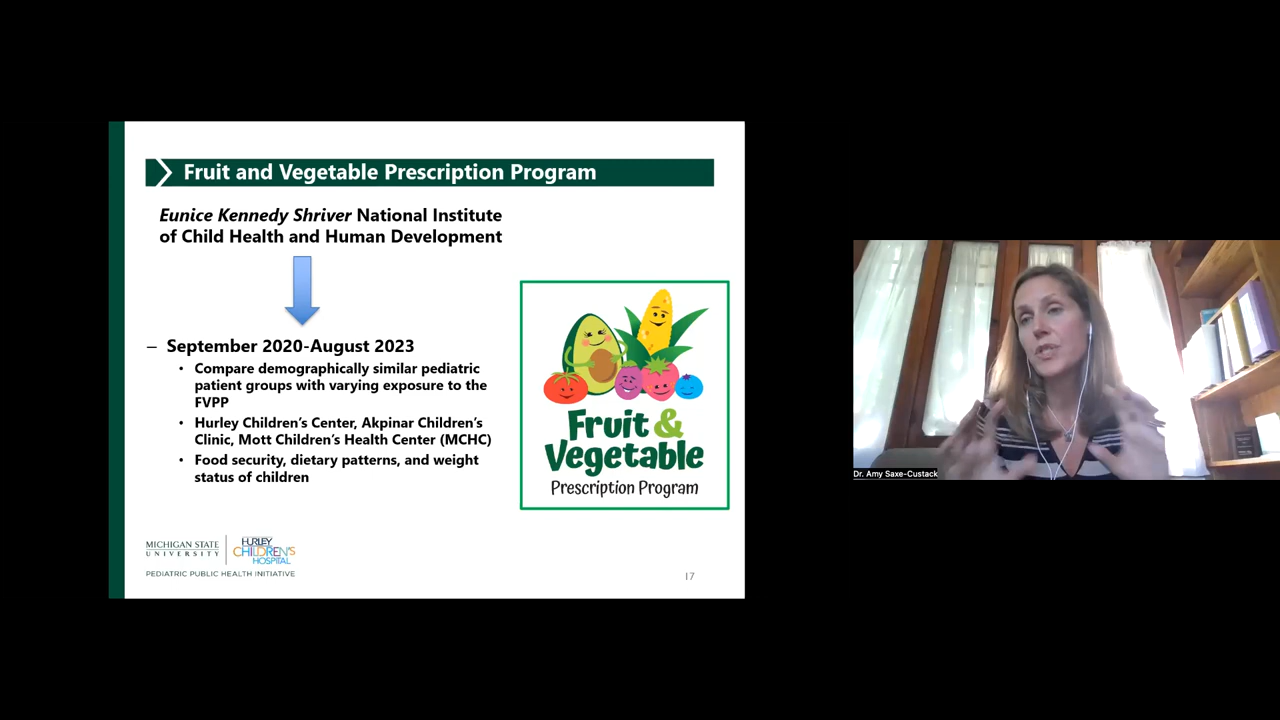 Fruit and Vegetable Prescription Program
Eunice Kennedy Shriver National Institute
of Child Health and Human Development
– September 2020-August 2023
• Compare demographically similar pediatric
patient groups with varying exposure to the
FVPP
• Hurley Children’s Center, Akpinar Children’s
Clinic, Mott Children’s Health Center (MCHC)
• Food security, dietary patterns, and weight
status of children
Fruit &
Vegetable
Prescription Program
MICHIGAN STATE
UNIVERSITY
HURLEY
CHILDREN'S
HOSPITAL
PEDIATRIC PUBLIC HEALTH INITIATIVE
17
Dr. Amy Saxe-Custack